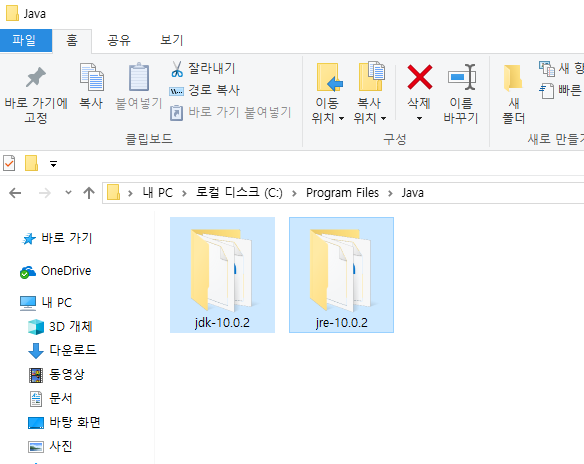 Java
파일
홈
공유
보기
바로 가기에
고정
복사
붙여넣기
잘라내기
경로 복사
바로 가기 붙여넣기
클립보드
이동
위치
복사
위치
삭제
이름
바꾸기
구성
새
폴더
새 항
빠른
새로 만들기
내 PC > 로컬 디스크 (C:) > Program Files > Java
바로 가기
OneDrive
내 PC
3D 개체
다운로드
동영상
문서
바탕 화면
사진
jdk-10.0.2
jre-10.0.2